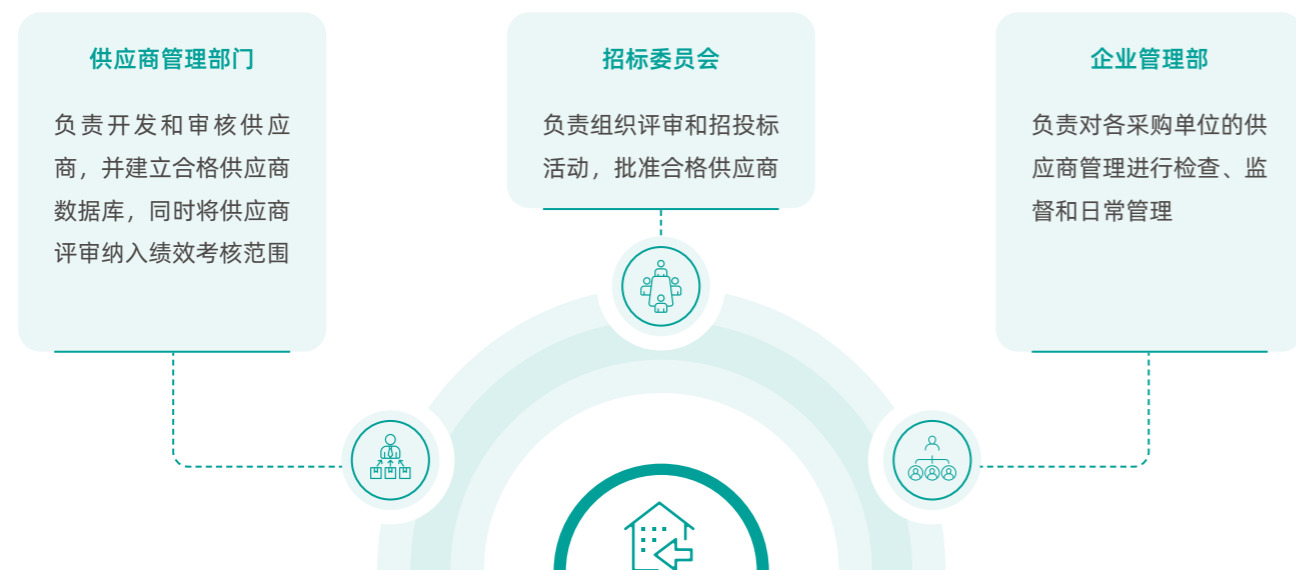 供应商管理部门
负责开发和审核供应
商，并建立合格供应商
数据库，同时将供应商
评审纳入绩效考核范围
招标委员会
负责组织评审和招投标
活动，批准合格供应商
企业管理部
负责对各采购单位的供
应商管理进行检查、监
督和日常管理